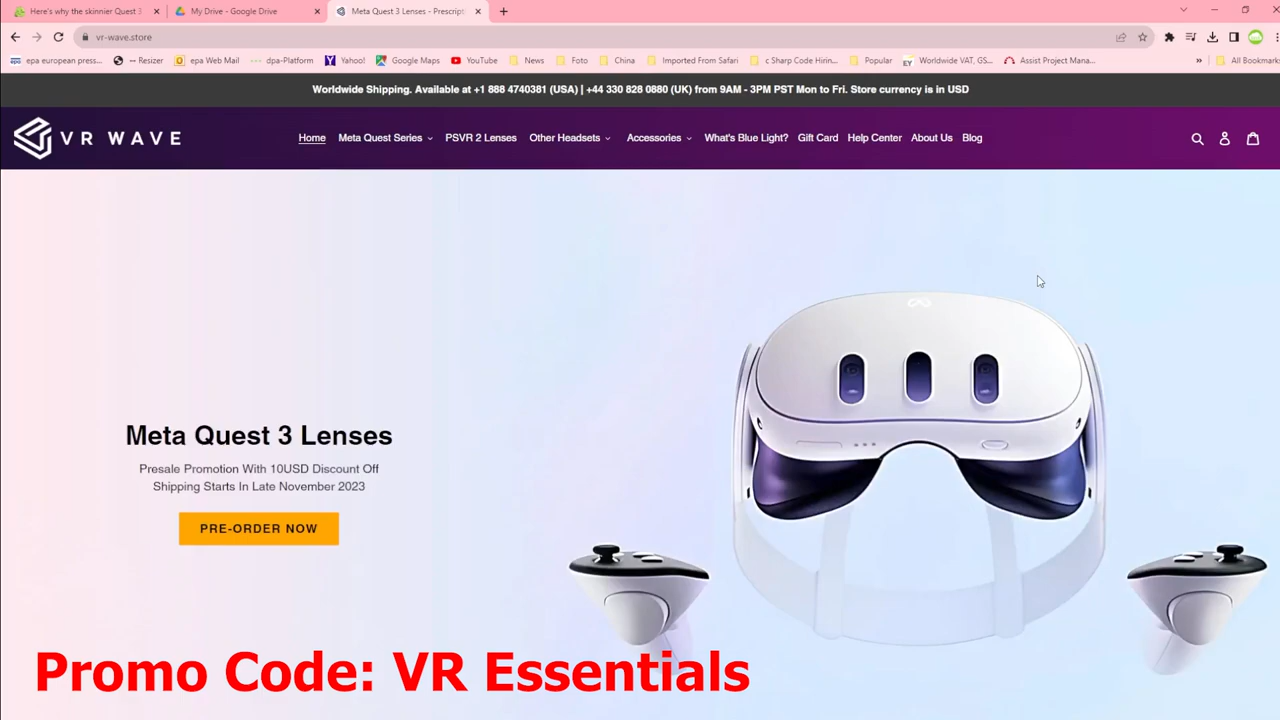 Here's why the skinnier Quest 3
My Drive - Google Drive
Meta Quest 3 Lenses - Prescript
vr-wave.store
epa european press...
-- Resizer
epa Web Mail
dpa-Platform
Yahoo!
Google Maps
YouTube
News
Foto
China
Imported From Safari
c Sharp Code Hirin...
Popular
EY
Worldwide VAT, GS...
Assist Project Mana...
»
All Bookmarks
Worldwide Shipping. Available at +1 888 4740381 (USA) | +44 330 828 0880 (UK) from 9AM - 3PM PST Mon to Fri. Store currency is in USD
VR WAVE
Home
Meta Quest Series
PSVR 2 Lenses
Other Headsets
Accessories
What's Blue Light?
Gift Card
Help Center
About Us
Blog
Meta Quest 3 Lenses
Presale Promotion With 10USD Discount Off
Shipping Starts In Late November 2023
PRE-ORDER NOW
Promo Code: VR Essentials